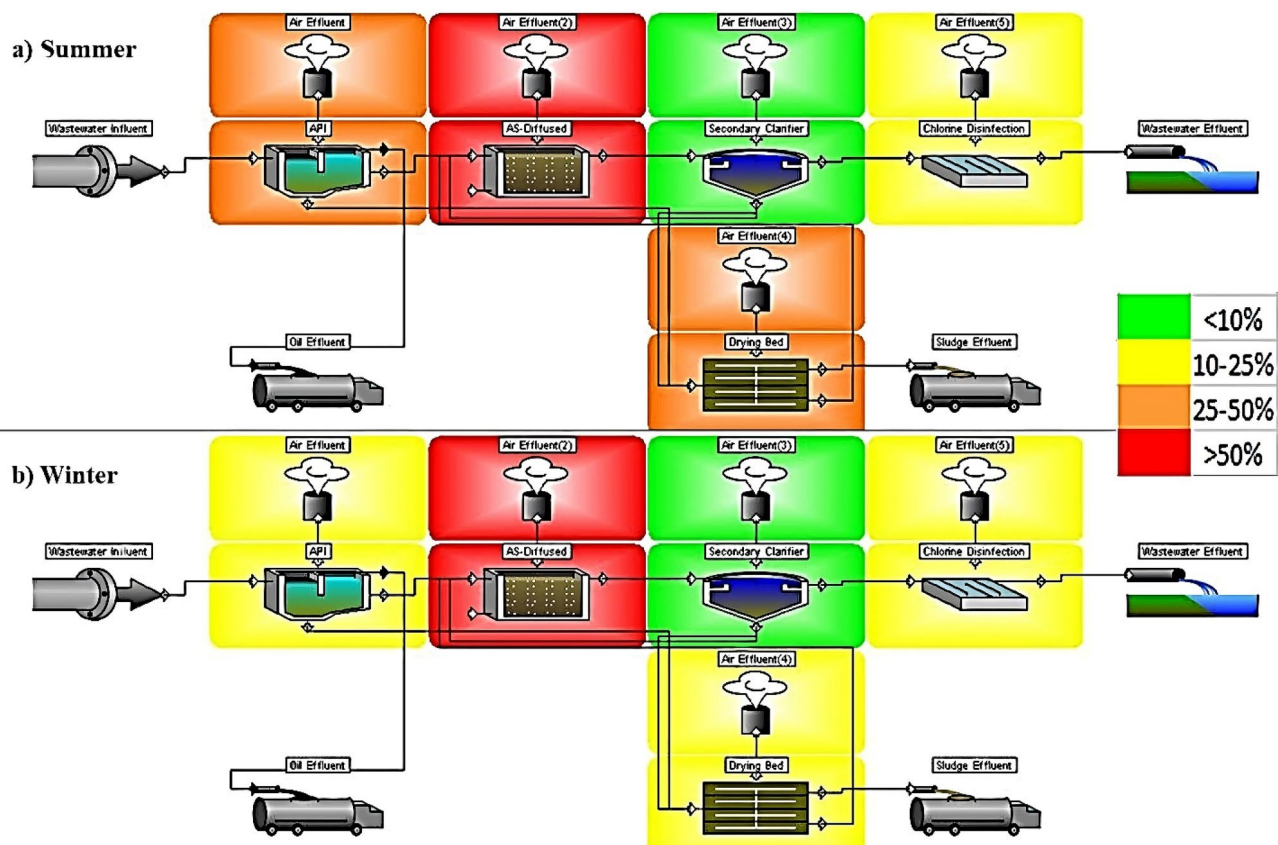 a) Summer
Air Effluent
Air Effluent(2)
Air Effluent(3)
Air Effluent(5)
Wastewater Influent
API
AS-Diffused
Secondary Clarifier
Chlorine Disinfection
Wastewater Effluent
Air Effluent(4)
Oil Effluent
Drying Bed
Sludge Effluent
<10%
10-25%
25-50%
>50%
b) Winter
Air Effluent
Air Effluent(2)
Air Effluent(3)
Air Effluent(5)
Wastewater Influent
API
AS-Diffused
Secondary Clarifier
Chlorine Disinfection
Wastewater Effluent
Air Effluent(4)
Oil Effluent
Drying Bed
Sludge Effluent